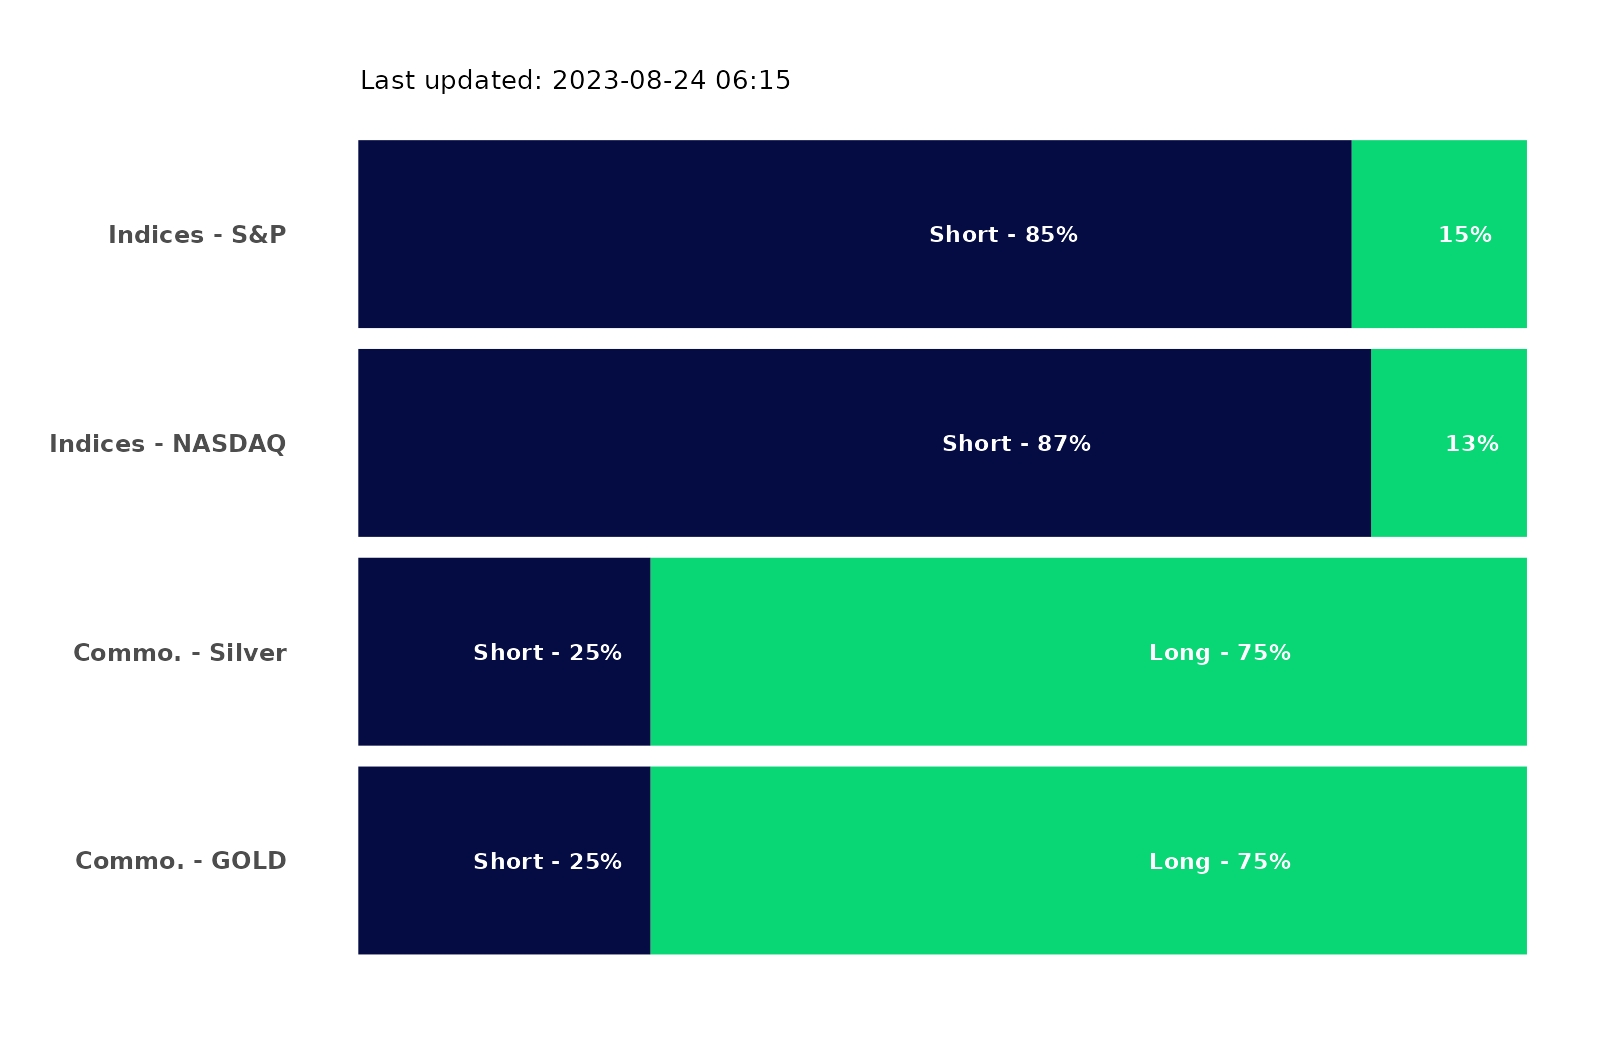 Last updated: 2023-08-24 06:15
Indices - S&P Short - 85% 15%
Indices - NASDAQ Short - 87% 13%
Commo. - Silver Short - 25% Long - 75%
Commo. - GOLD Short - 25% Long - 75%